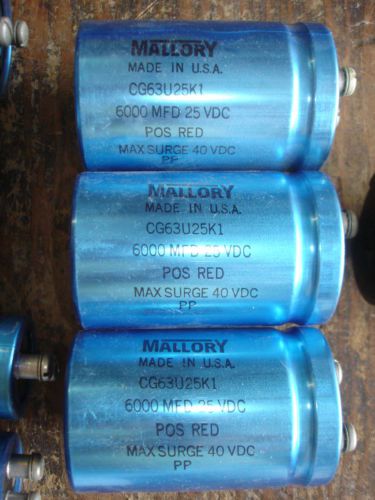 MALLORY
MADE IN U.S.A.
CG63U25K1
6000 MFD 25 VDC
POS RED
MAX SURGE 40 VDC
PP
MALLORY
MADE IN U.S.A.
CG63U25K1
6000 MFD 25 VDC
POS RED
MAX SURGE 40 VDC
PP
MALLORY
MADE IN U.S.A.
CG63U25K1
6000 MFD 25 VDC
POS RED
MAX SURGE 40 VDC
PP